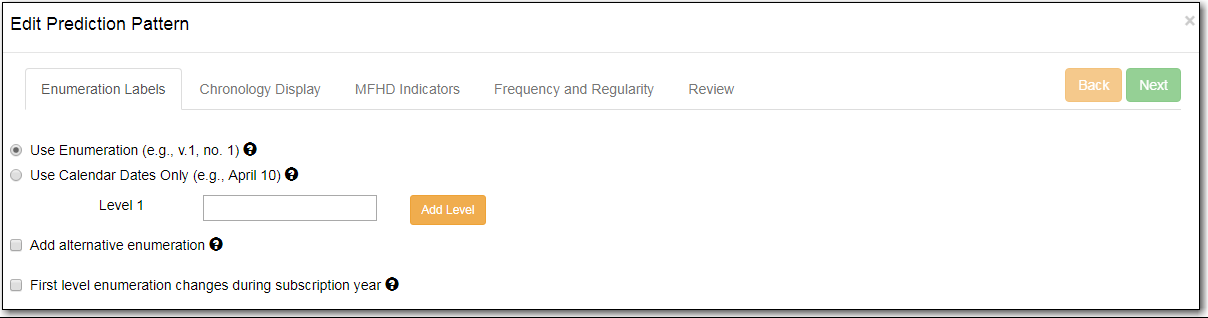 Edit Prediction Pattern ×
Enumeration Labels Chronology Display MFHD Indicators Frequency and Regularity Review Back Next
Use Enumeration (e.g., v.1, no. 1) ?
Use Calendar Dates Only (e.g., April 10) ?
Level 1 Add Level
Add alternative enumeration ?
First level enumeration changes during subscription year ?